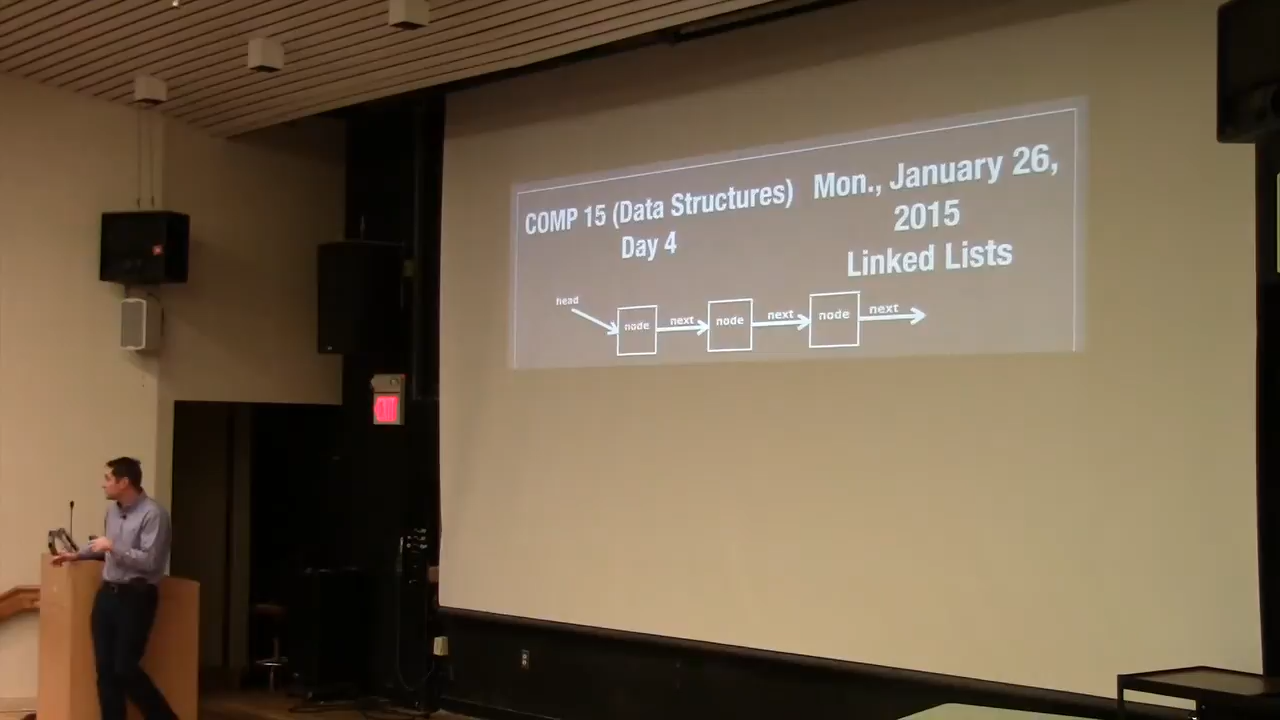 COMP 15 (Data Structures)
Day 4
Mon., January 26,
2015
Linked Lists
head
node next node next node next
EXIT